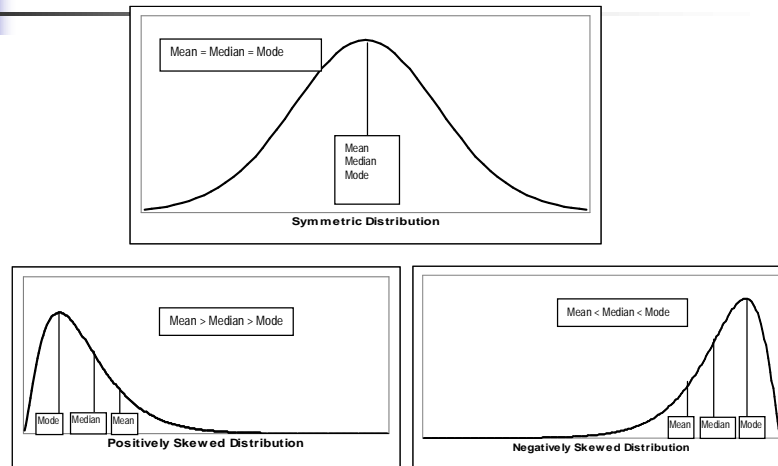 Mean = Median = Mode
Mean
Median
Mode
Symmetric Distribution
Mean > Median > Mode
Mode Median Mean
Positively Skewed Distribution
Mean < Median < Mode
Mean Median Mode
Negatively Skewed Distribution